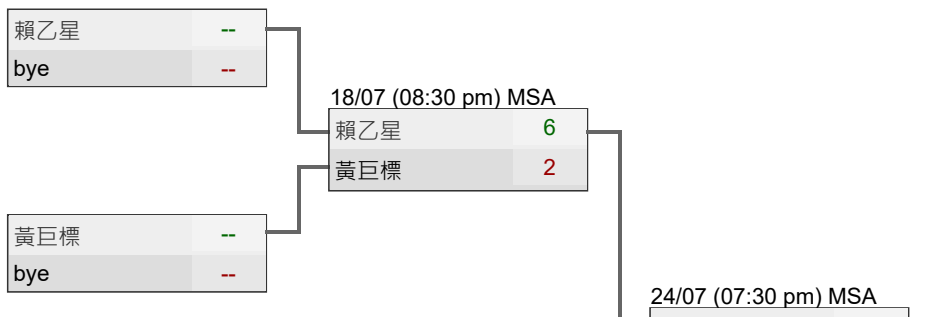 賴乙星 --
bye --
18/07 (08:30 pm) MSA
賴乙星 6
黃巨標 2
黃巨標 --
bye --
24/07 (07:30 pm) MSA